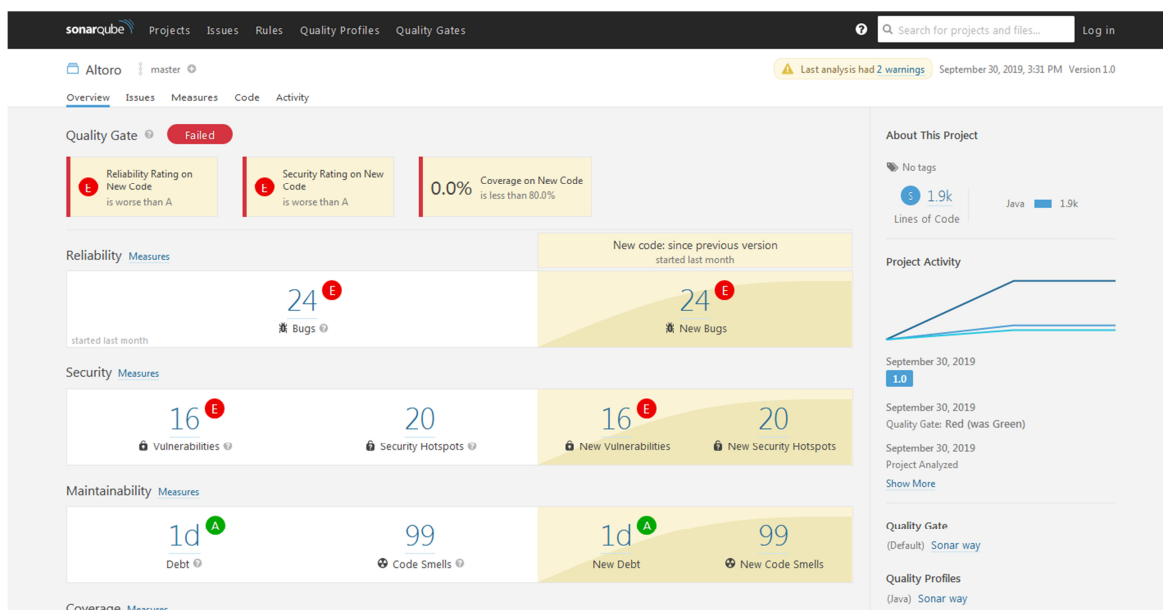 sonarqube Projects Issues Rules Quality Profiles Quality Gates ? Search for projects and files... Log in
Altoro master
Last analysis had 2 warnings September 30, 2019, 3:31 PM Version 1.0
Overview Issues Measures Code Activity
Quality Gate ? Failed
E Reliability Rating on
New Code
is worse than A
E Security Rating on New
Code
is worse than A
0.0% Coverage on New Code
is less than 80.0%
New code: since previous version
started last month
Reliability Measures
24 E
Bugs ?
started last month
24 E
New Bugs
Security Measures
16 E
Vulnerabilities ?
20
Security Hotspots ?
16 E
New Vulnerabilities
20
New Security Hotspots
Maintainability Measures
1d A
Debt ?
99
Code Smells ?
1d A
New Debt
99
New Code Smells
Coverage Measures
About This Project
No tags
S 1.9k
Lines of Code
Java 1.9k
Project Activity
September 30, 2019
1.0
September 30, 2019
Quality Gate: Red (was Green)
September 30, 2019
Project Analyzed
Show More
Quality Gate
(Default) Sonar way
Quality Profiles
(Java) Sonar way